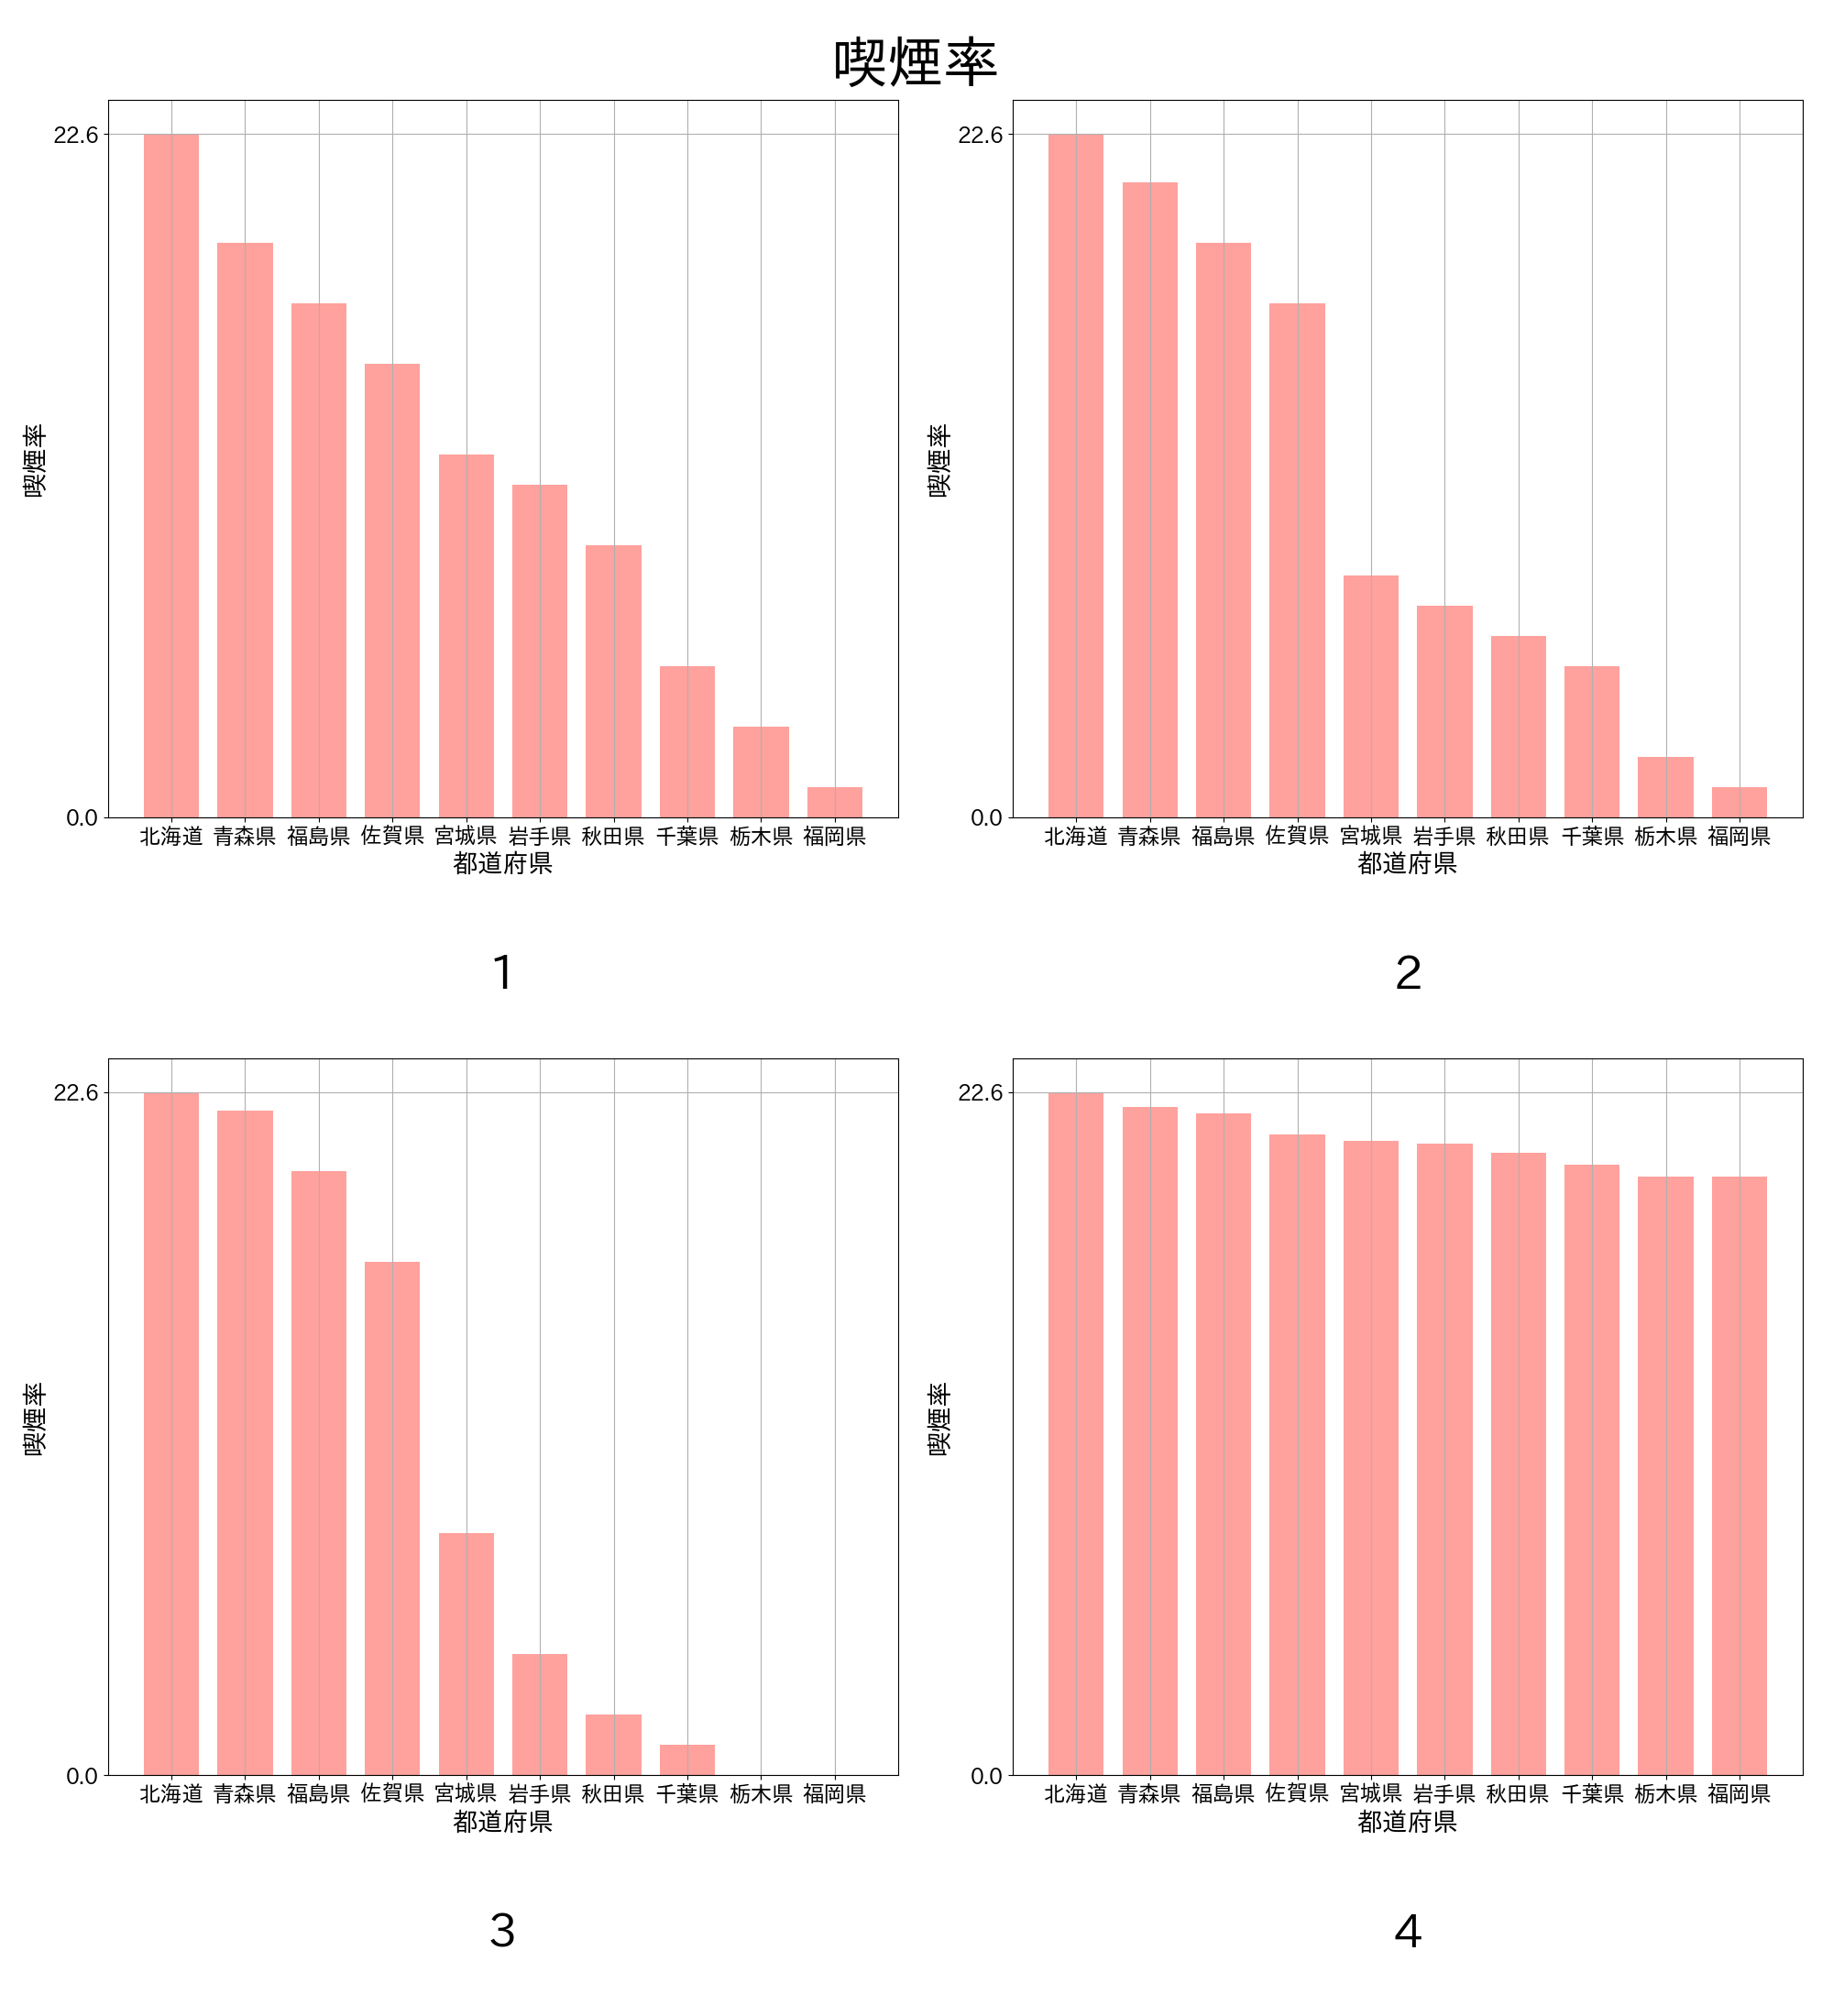 喫煙率
22.6
0.0
喫煙率
北海道 青森県 福島県 佐賀県 宮城県 岩手県 秋田県 千葉県 栃木県 福岡県
都道府県
1
22.6
0.0
喫煙率
北海道 青森県 福島県 佐賀県 宮城県 岩手県 秋田県 千葉県 栃木県 福岡県
都道府県
2
22.6
0.0
喫煙率
北海道 青森県 福島県 佐賀県 宮城県 岩手県 秋田県 千葉県 栃木県 福岡県
都道府県
3
22.6
0.0
喫煙率
北海道 青森県 福島県 佐賀県 宮城県 岩手県 秋田県 千葉県 栃木県 福岡県
都道府県
4